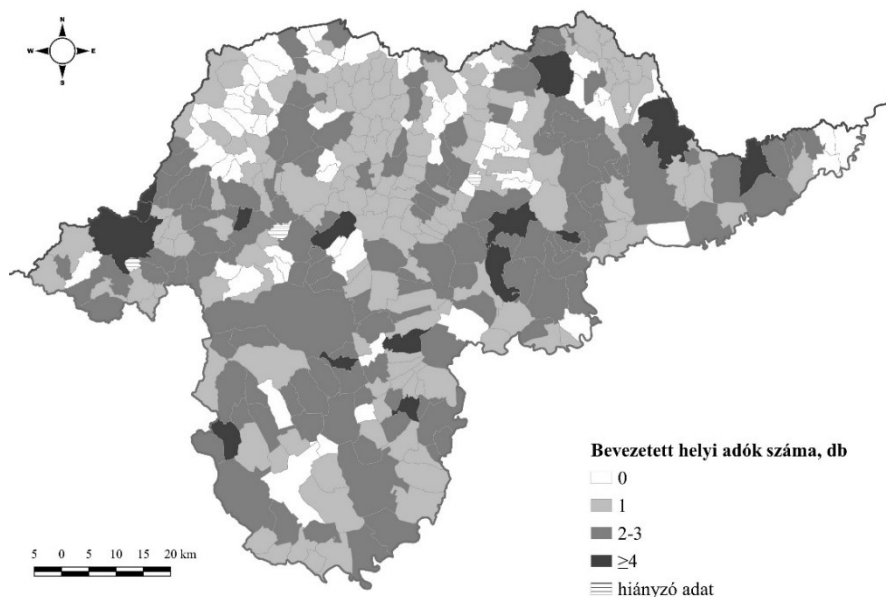 N
W E
S
Bevezetett helyi adók száma, db
0
1
2-3
≥4
hiányzó adat
5 0 5 10 15 20 km